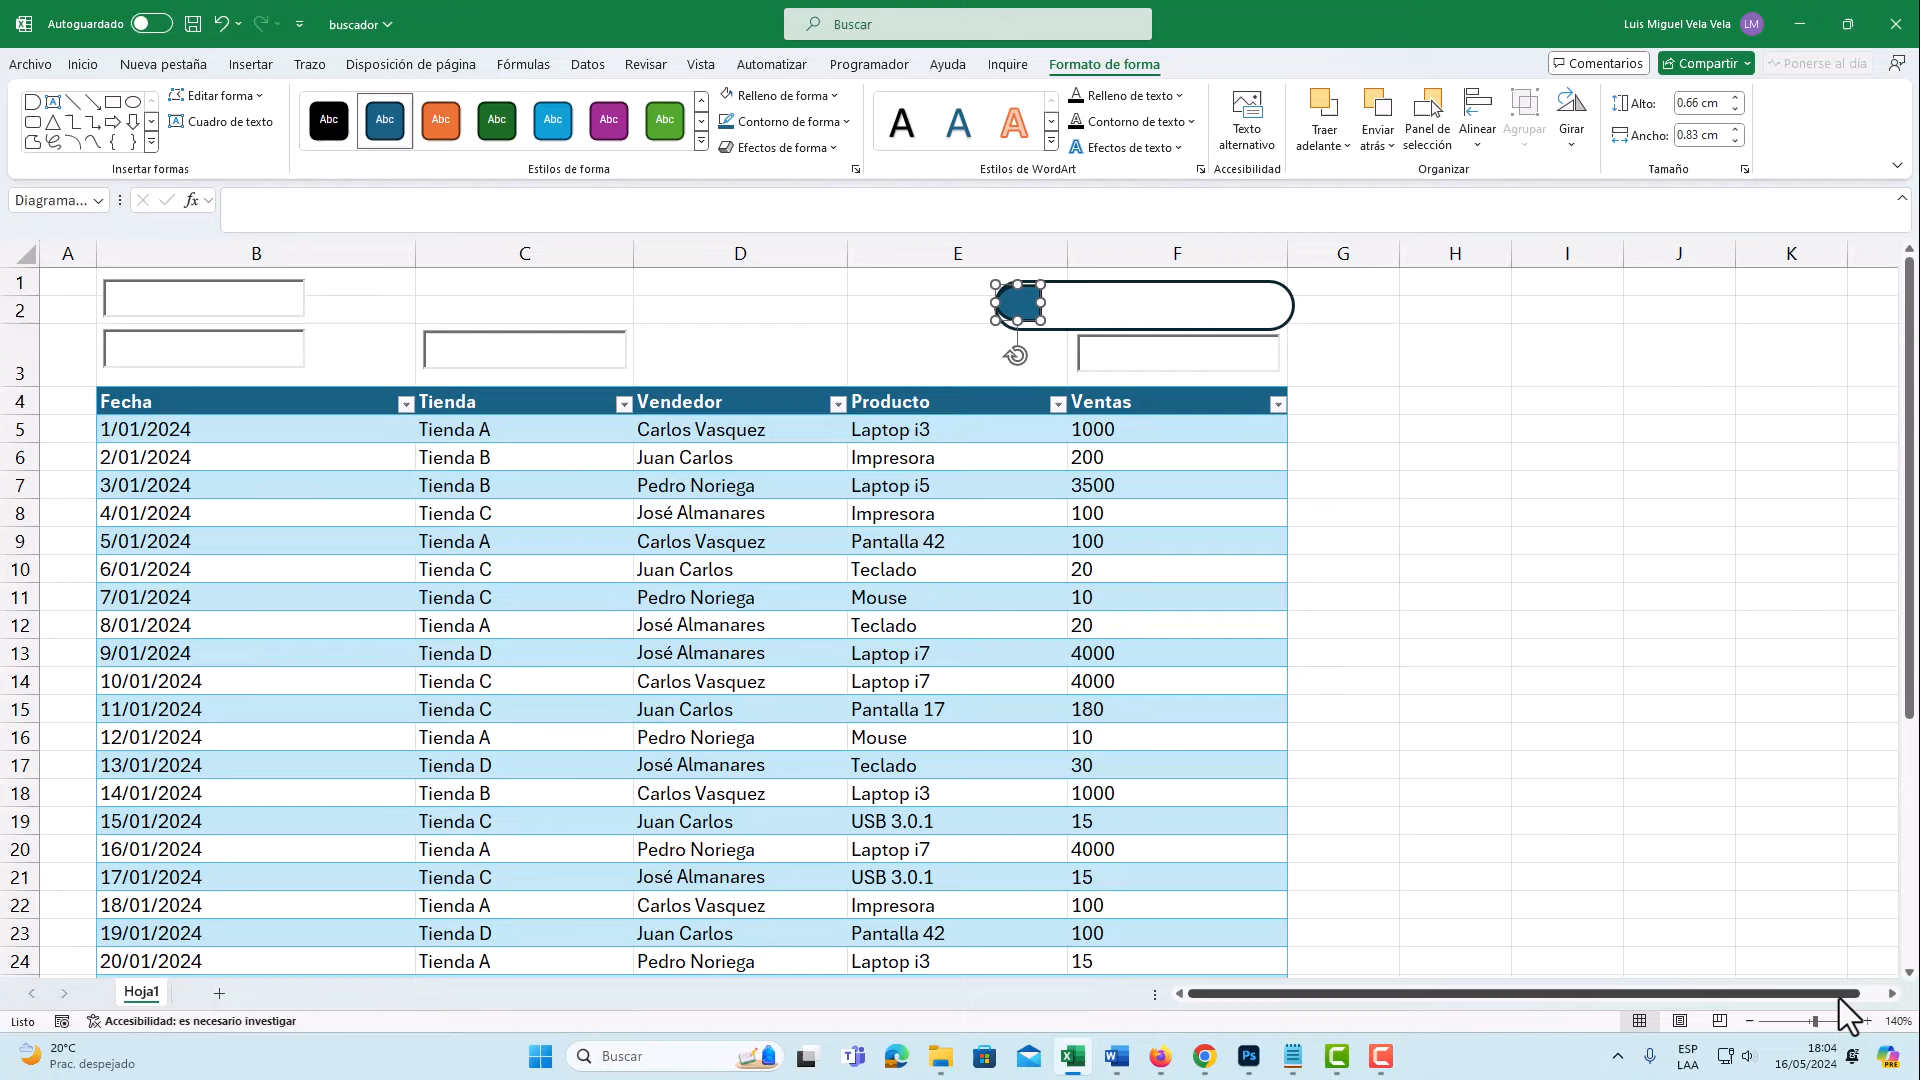 Autoguardado
buscador
Buscar
Luis Miguel Vela Vela
LM
Archivo
Inicio
Nueva pestaña
Insertar
Trazo
Disposición de página
Fórmulas
Datos
Revisar
Vista
Automatizar
Programador
Ayuda
Inquire
Formato de forma
Comentarios
Compartir
Ponerse al día
Editar forma
Cuadro de texto
Insertar formas
Abc Abc Abc Abc Abc Abc Abc
Relleno de forma
Contorno de forma
Efectos de forma
Estilos de forma
A A A
Relleno de texto
Contorno de texto
Efectos de texto
Estilos de WordArt
Texto
alternativo
Accesibilidad
Traer
adelante
Enviar
atrás
Panel de
selección
Alinear
Agrupar
Girar
Organizar
Alto: 0.66 cm
Ancho: 0.83 cm
Tamaño
Diagrama...
fx
A B C D E F G H I J K
1
2
3
4 Fecha Tienda Vendedor Producto Ventas
5 1/01/2024 Tienda A Carlos Vasquez Laptop i3 1000
6 2/01/2024 Tienda B Juan Carlos Impresora 200
7 3/01/2024 Tienda B Pedro Noriega Laptop i5 3500
8 4/01/2024 Tienda C José Almanares Impresora 100
9 5/01/2024 Tienda A Carlos Vasquez Pantalla 42 100
10 6/01/2024 Tienda C Juan Carlos Teclado 20
11 7/01/2024 Tienda C Pedro Noriega Mouse 10
12 8/01/2024 Tienda A José Almanares Teclado 20
13 9/01/2024 Tienda D José Almanares Laptop i7 4000
14 10/01/2024 Tienda C Carlos Vasquez Laptop i7 4000
15 11/01/2024 Tienda C Juan Carlos Pantalla 17 180
16 12/01/2024 Tienda A Pedro Noriega Mouse 10
17 13/01/2024 Tienda D José Almanares Teclado 30
18 14/01/2024 Tienda B Carlos Vasquez Laptop i3 1000
19 15/01/2024 Tienda C Juan Carlos USB 3.0.1 15
20 16/01/2024 Tienda A Pedro Noriega Laptop i7 4000
21 17/01/2024 Tienda C José Almanares USB 3.0.1 15
22 18/01/2024 Tienda A Carlos Vasquez Impresora 100
23 19/01/2024 Tienda D Juan Carlos Pantalla 42 100
24 20/01/2024 Tienda A Pedro Noriega Laptop i3 15
Hoja1
Listo
Accesibilidad: es necesario investigar
140%
20°C
Prac. despejado
Buscar
ESP
LAA
18:04
16/05/2024